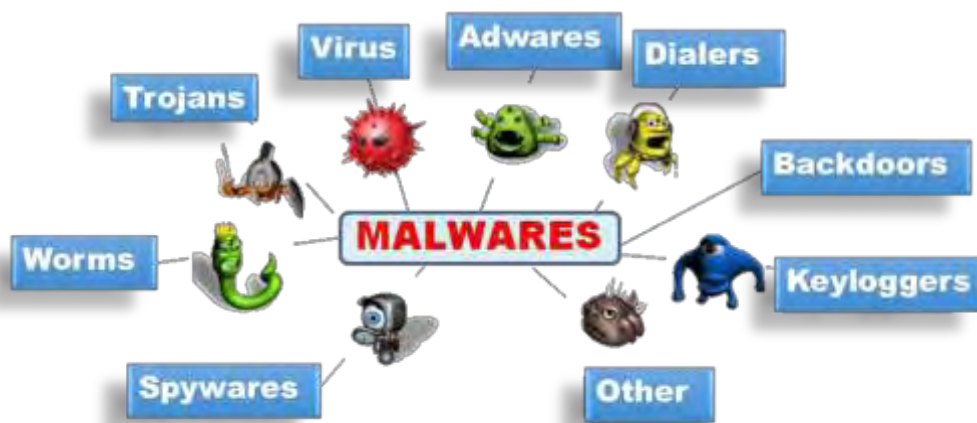 Virus
Adwares
Dialers
Trojans
Backdoors
MALWARES
Worms
Keyloggers
Spywares
Other